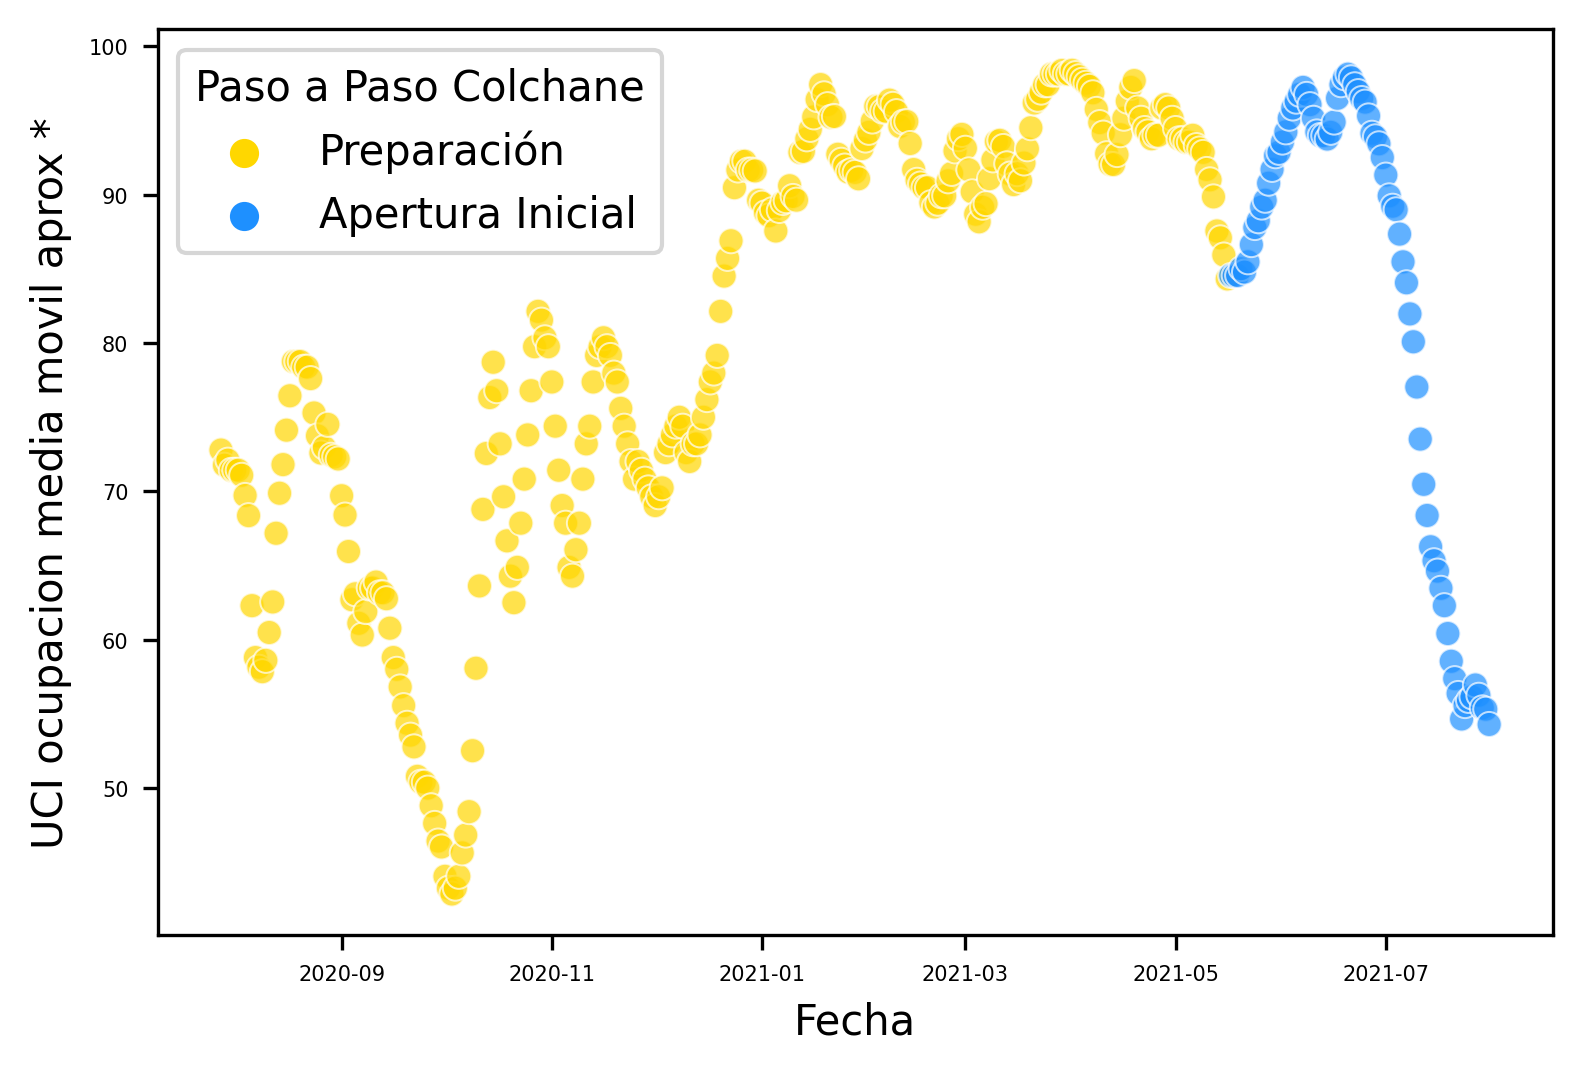 Paso a Paso Colchane
Preparación
Apertura Inicial
UCI ocupacion media movil aprox *
100
90
80
70
60
50
2020-09
2020-11
2021-01
2021-03
2021-05
2021-07
Fecha